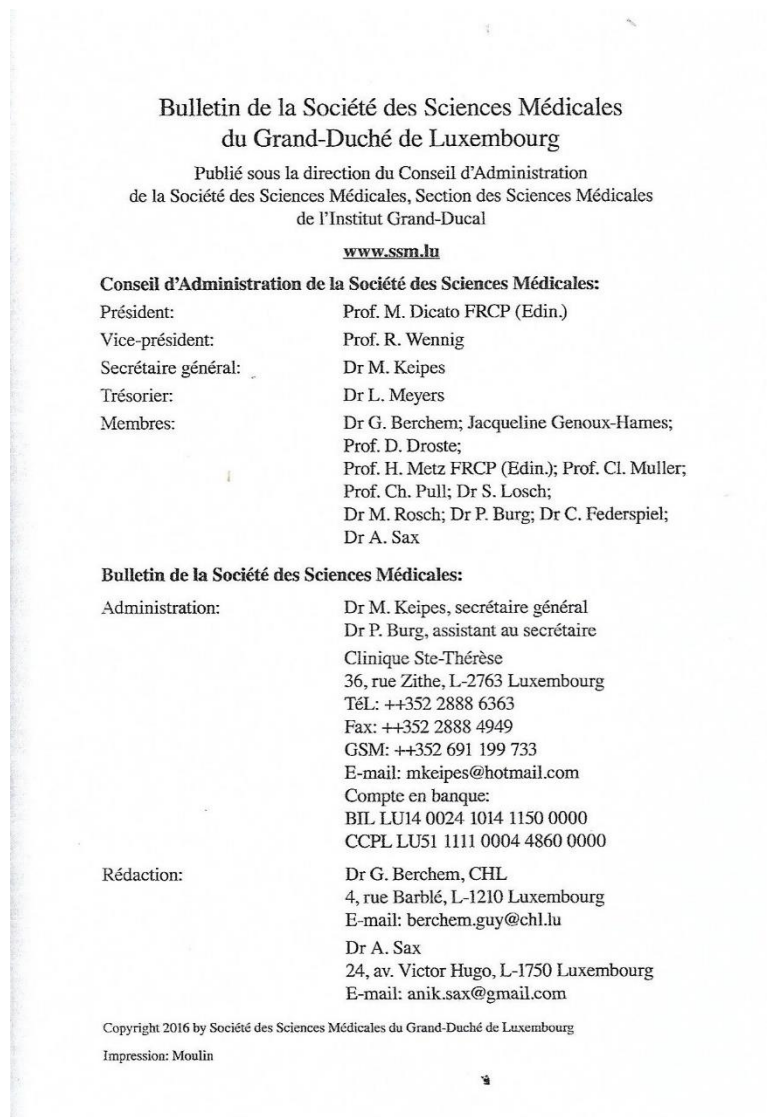 Bulletin de la Société des Sciences Médicales
du Grand-Duché de Luxembourg
Publié sous la direction du Conseil d'Administration
de la Société des Sciences Médicales, Section des Sciences Médicales
de l'Institut Grand-Ducal
www.ssm.lu
Conseil d'Administration de la Société des Sciences Médicales:
Président: Prof. M. Dicato FRCP (Edin.)
Vice-président: Prof. R. Wennig
Secrétaire général: Dr M. Keipes
Trésorier: Dr L. Meyers
Membres: Dr G. Berchem; Jacqueline Genoux-Hames;
Prof. D. Droste;
Prof. H. Metz FRCP (Edin.); Prof. Cl. Muller;
Prof. Ch. Pull; Dr S. Losch;
Dr M. Rosch; Dr P. Burg; Dr C. Federspiel;
Dr A. Sax
Bulletin de la Société des Sciences Médicales:
Administration: Dr M. Keipes, secrétaire général
Dr P. Burg, assistant au secrétaire
Clinique Ste-Thérèse
36, rue Zithe, L-2763 Luxembourg
TéL: ++352 2888 6363
Fax: ++352 2888 4949
GSM: ++352 691 199 733
E-mail: mkeipes@hotmail.com
Compte en banque:
BIL LU14 0024 1014 1150 0000
CCPL LU51 1111 0004 4860 0000
Rédaction: Dr G. Berchem, CHL
4, rue Barblé, L-1210 Luxembourg
E-mail: berchem.guy@chl.lu
Dr A. Sax
24, av. Victor Hugo, L-1750 Luxembourg
E-mail: anik.sax@gmail.com
Copyright 2016 by Société des Sciences Médicales du Grand-Duché de Luxembourg
Impression: Moulin